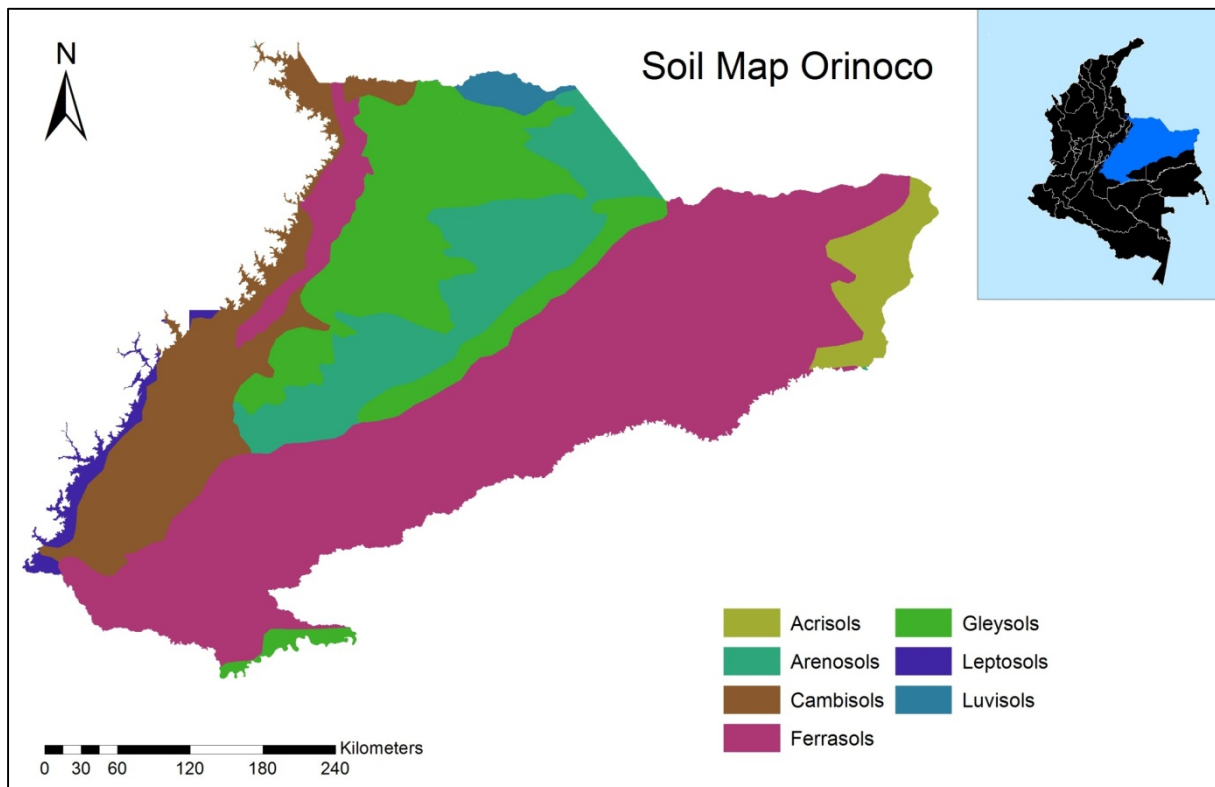 N
Soil Map Orinoco
Acrisols
Arenosols
Cambisols
Ferrasols
Gleysols
Leptosols
Luvisols
Kilometers
0 30 60 120 180 240